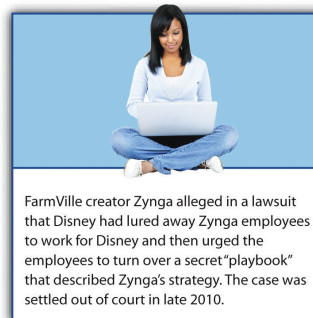 FarmVille creator Zynga alleged in a lawsuit
that Disney had lured away Zynga employees
to work for Disney and then urged the
employees to turn over a secret “playbook”
that described Zynga’s strategy. The case was
settled out of court in late 2010.